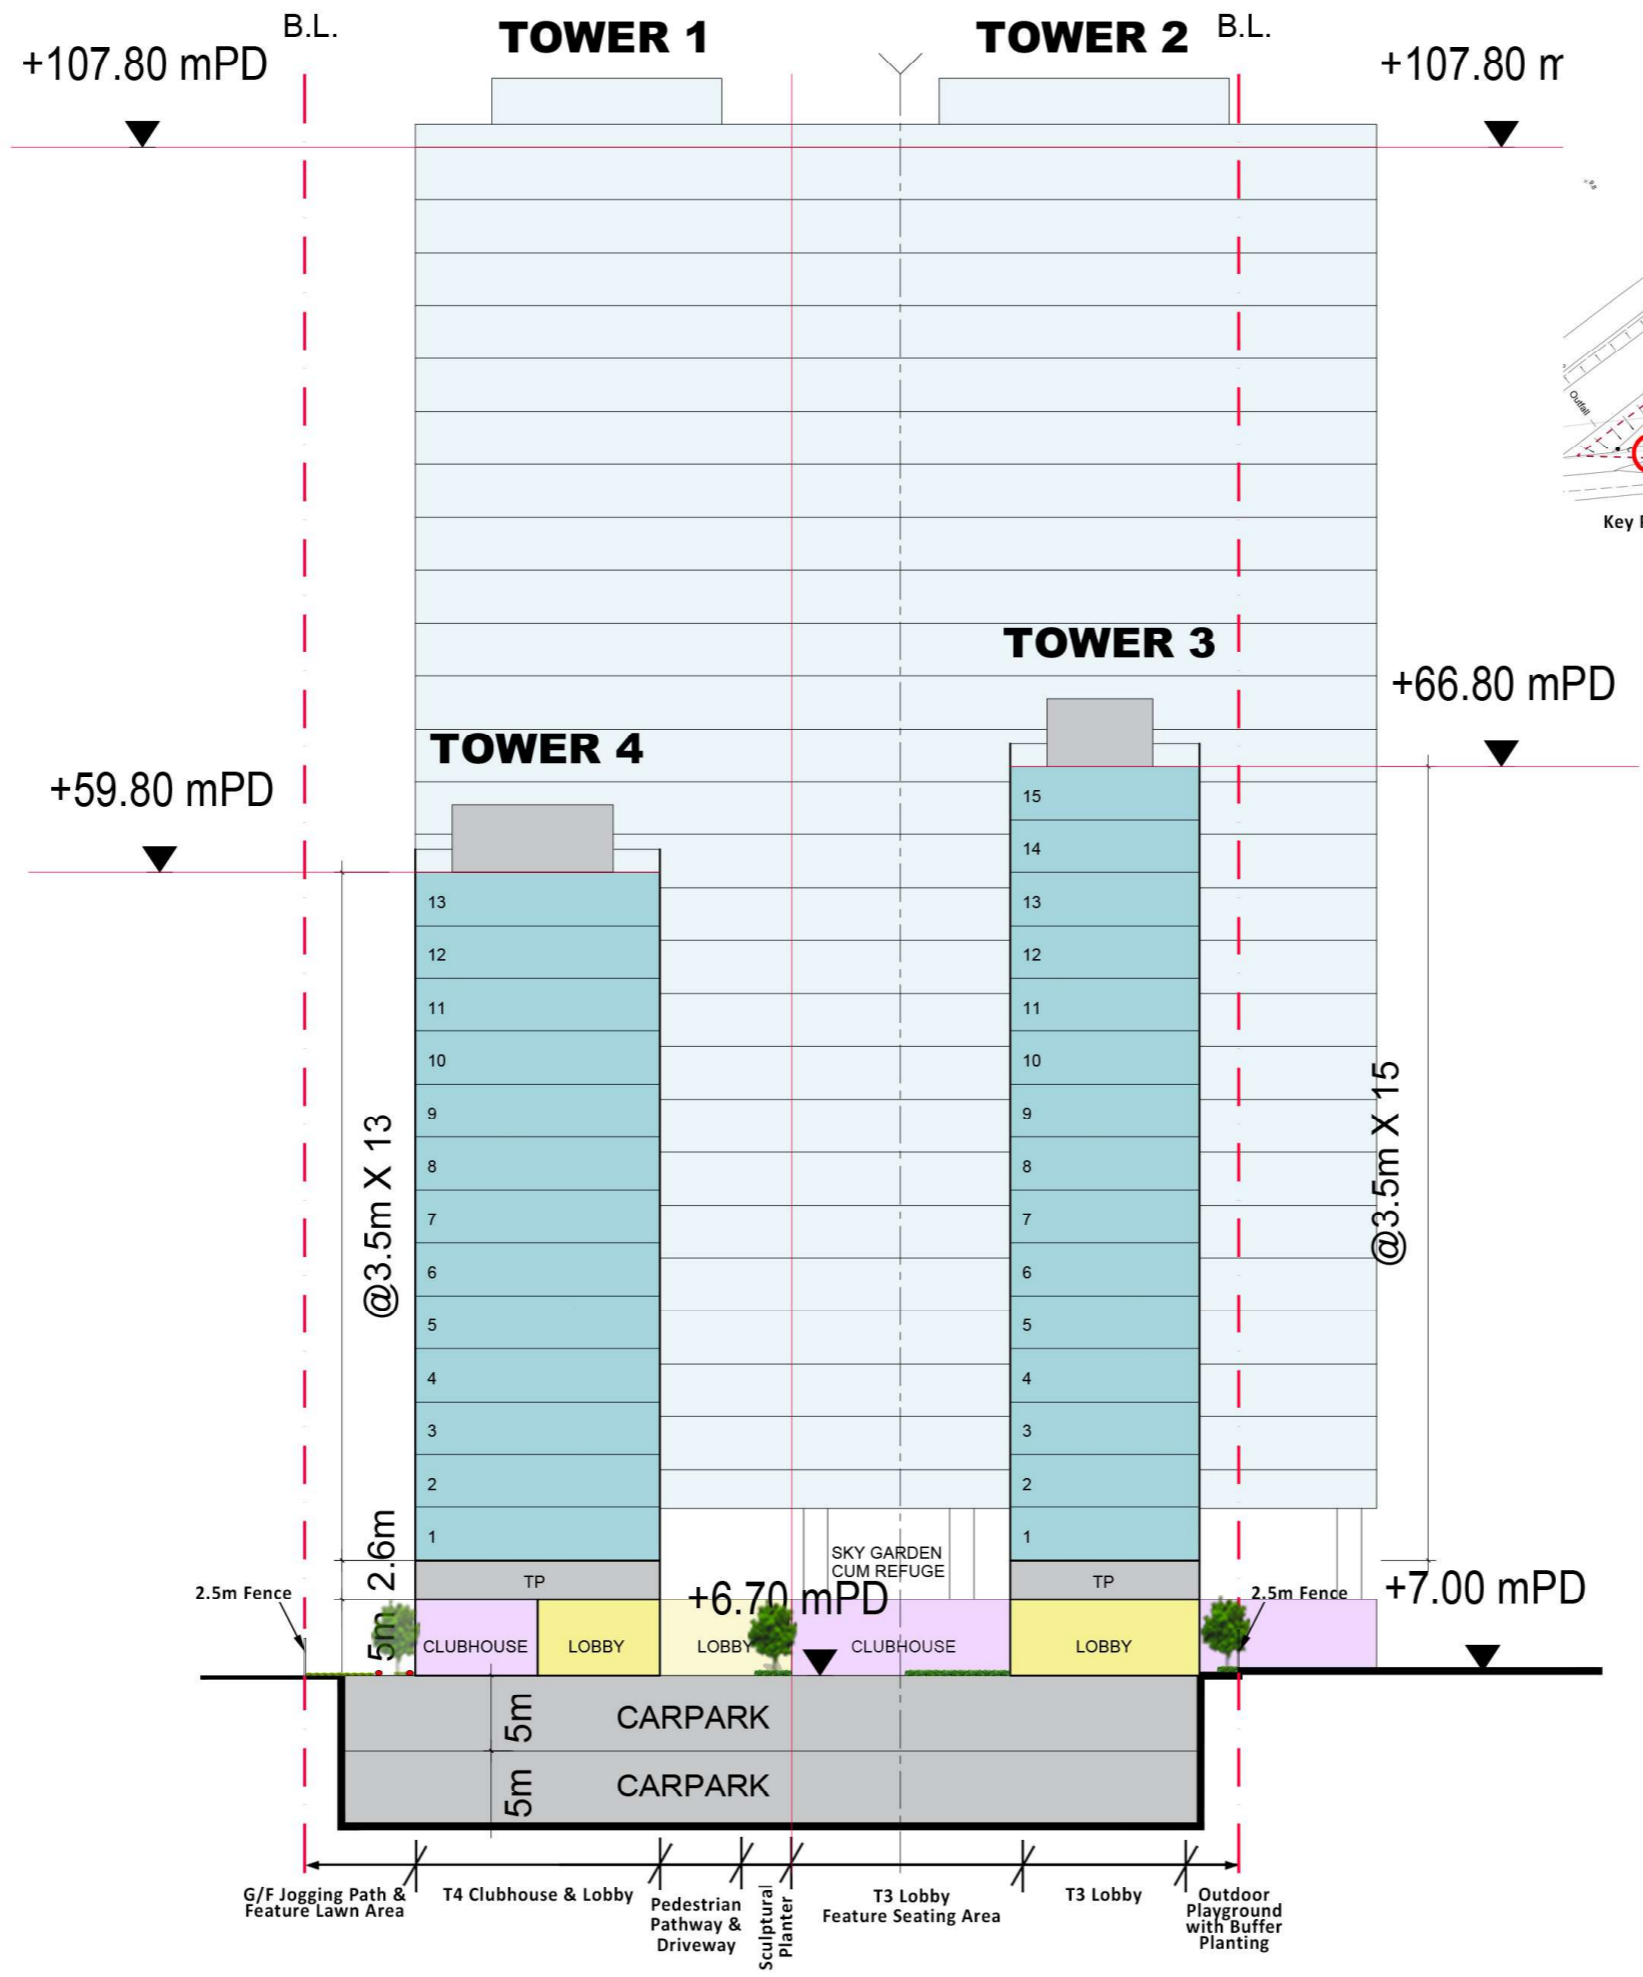 B.L.
TOWER 1
TOWER 2
B.L.
+107.80 mPD
+107.80 m
Outfall
Key
TOWER 3
+66.80 mPD
TOWER 4
+59.80 mPD
15
14
13
12
11
10
9
8
7
6
5
4
3
2
1
13
12
11
10
9
8
7
6
5
4
3
2
1
@3.5m X 13
@3.5m X 15
2.6m
5m
SKY GARDEN
CUM REFUGE
TP
TP
+6.70 mPD
+7.00 mPD
2.5m Fence
2.5m Fence
CLUBHOUSE
LOBBY
LOBBY
CLUBHOUSE
LOBBY
5m
CARPARK
5m
CARPARK
G/F Jogging Path &
Feature Lawn Area
T4 Clubhouse & Lobby
Pedestrian
Pathway &
Driveway
Sculptural
Planter
T3 Lobby
Feature Seating Area
T3 Lobby
Outdoor
Playground
with Buffer
Planting